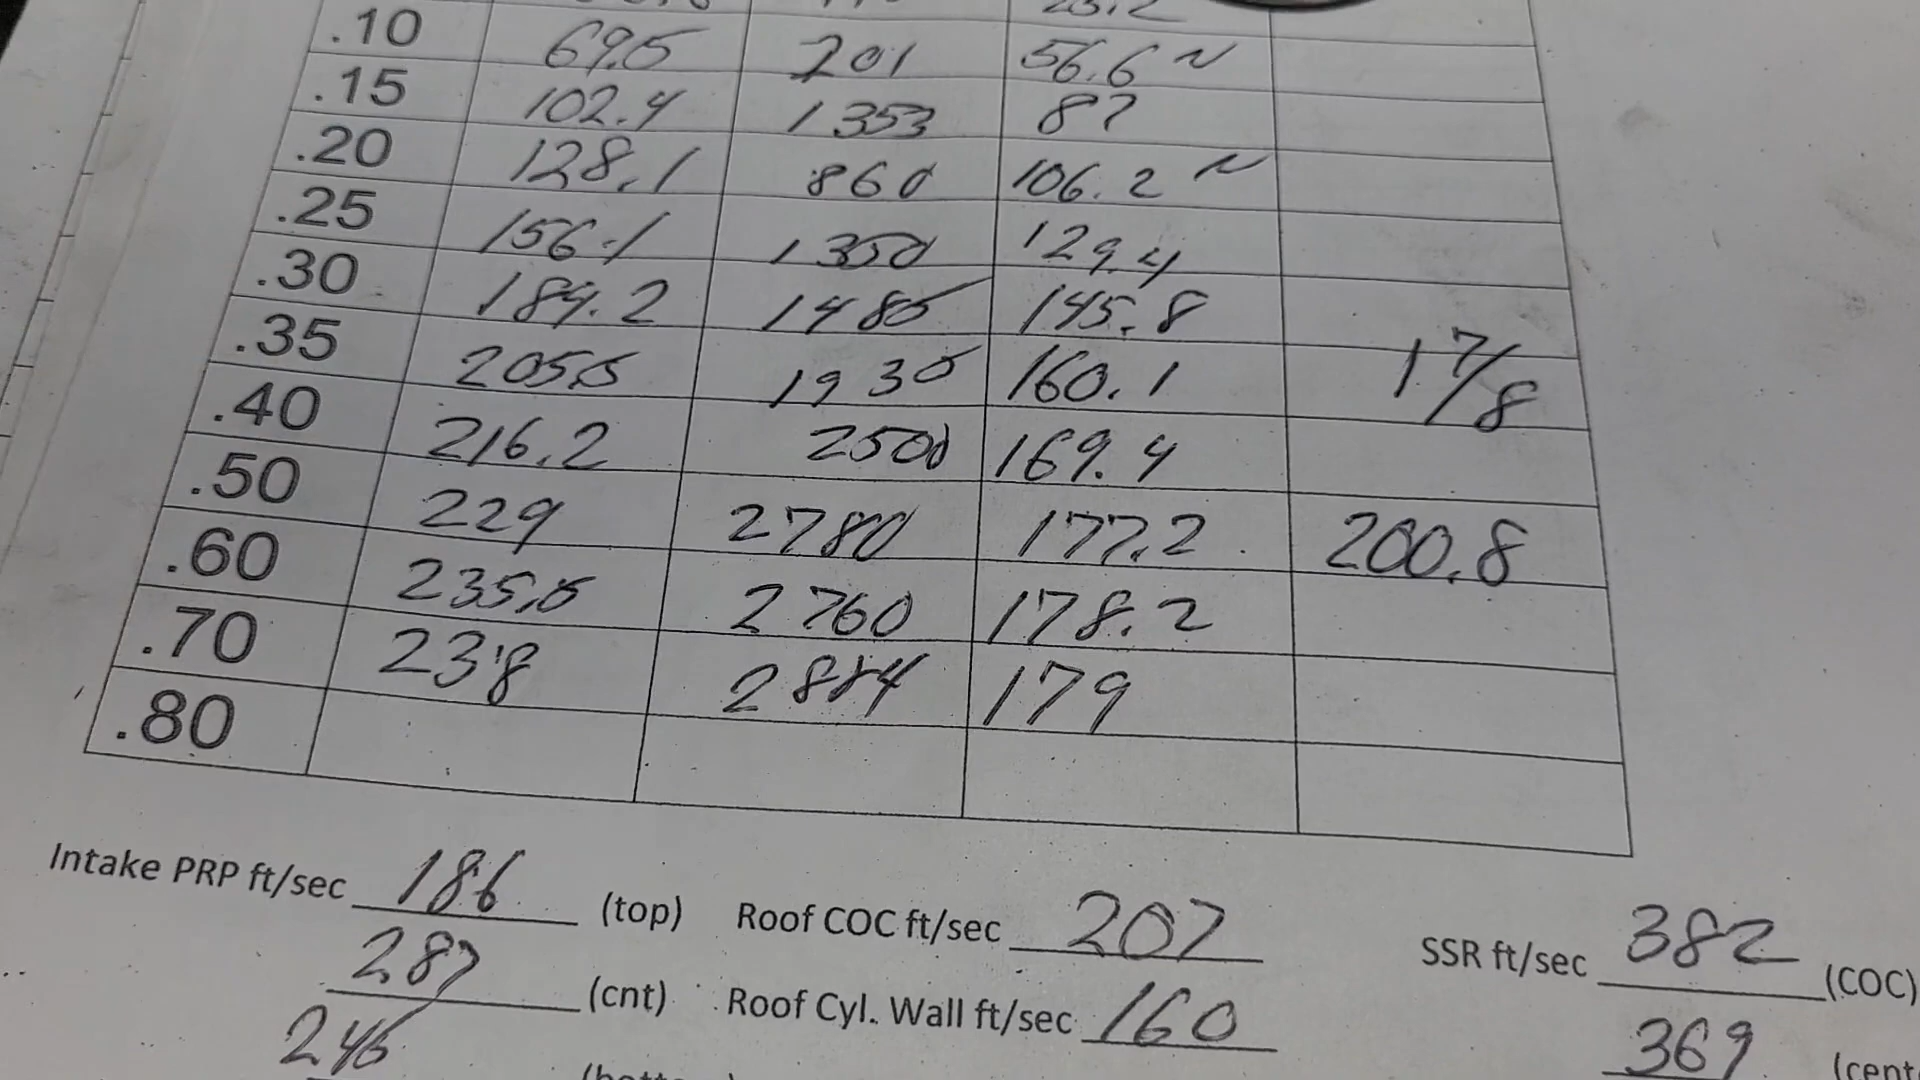 .10 69.5 201 56.6 ~
.15 102.4 1353 87
.20 128.1 860 106.2 ~
.25 156.1 1350 129.4
.30 184.2 1480 145.8
.35 205.5 1930 160.1 1 7/8
.40 216.2 2500 169.4
.50 229 2780 177.2 200.8
.60 235.5 2760 178.2
.70 238 2884 179
.80
Intake PRP ft/sec 186 (top) Roof COC ft/sec 207 SSR ft/sec 382 (COC)
287 (cnt) Roof Cyl. Wall ft/sec 160 369 (cent
246